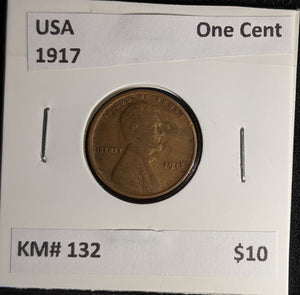 USA One Cent
1917
IN GOD WE TRUST
LIBERTY
1917
KM# 132 $10